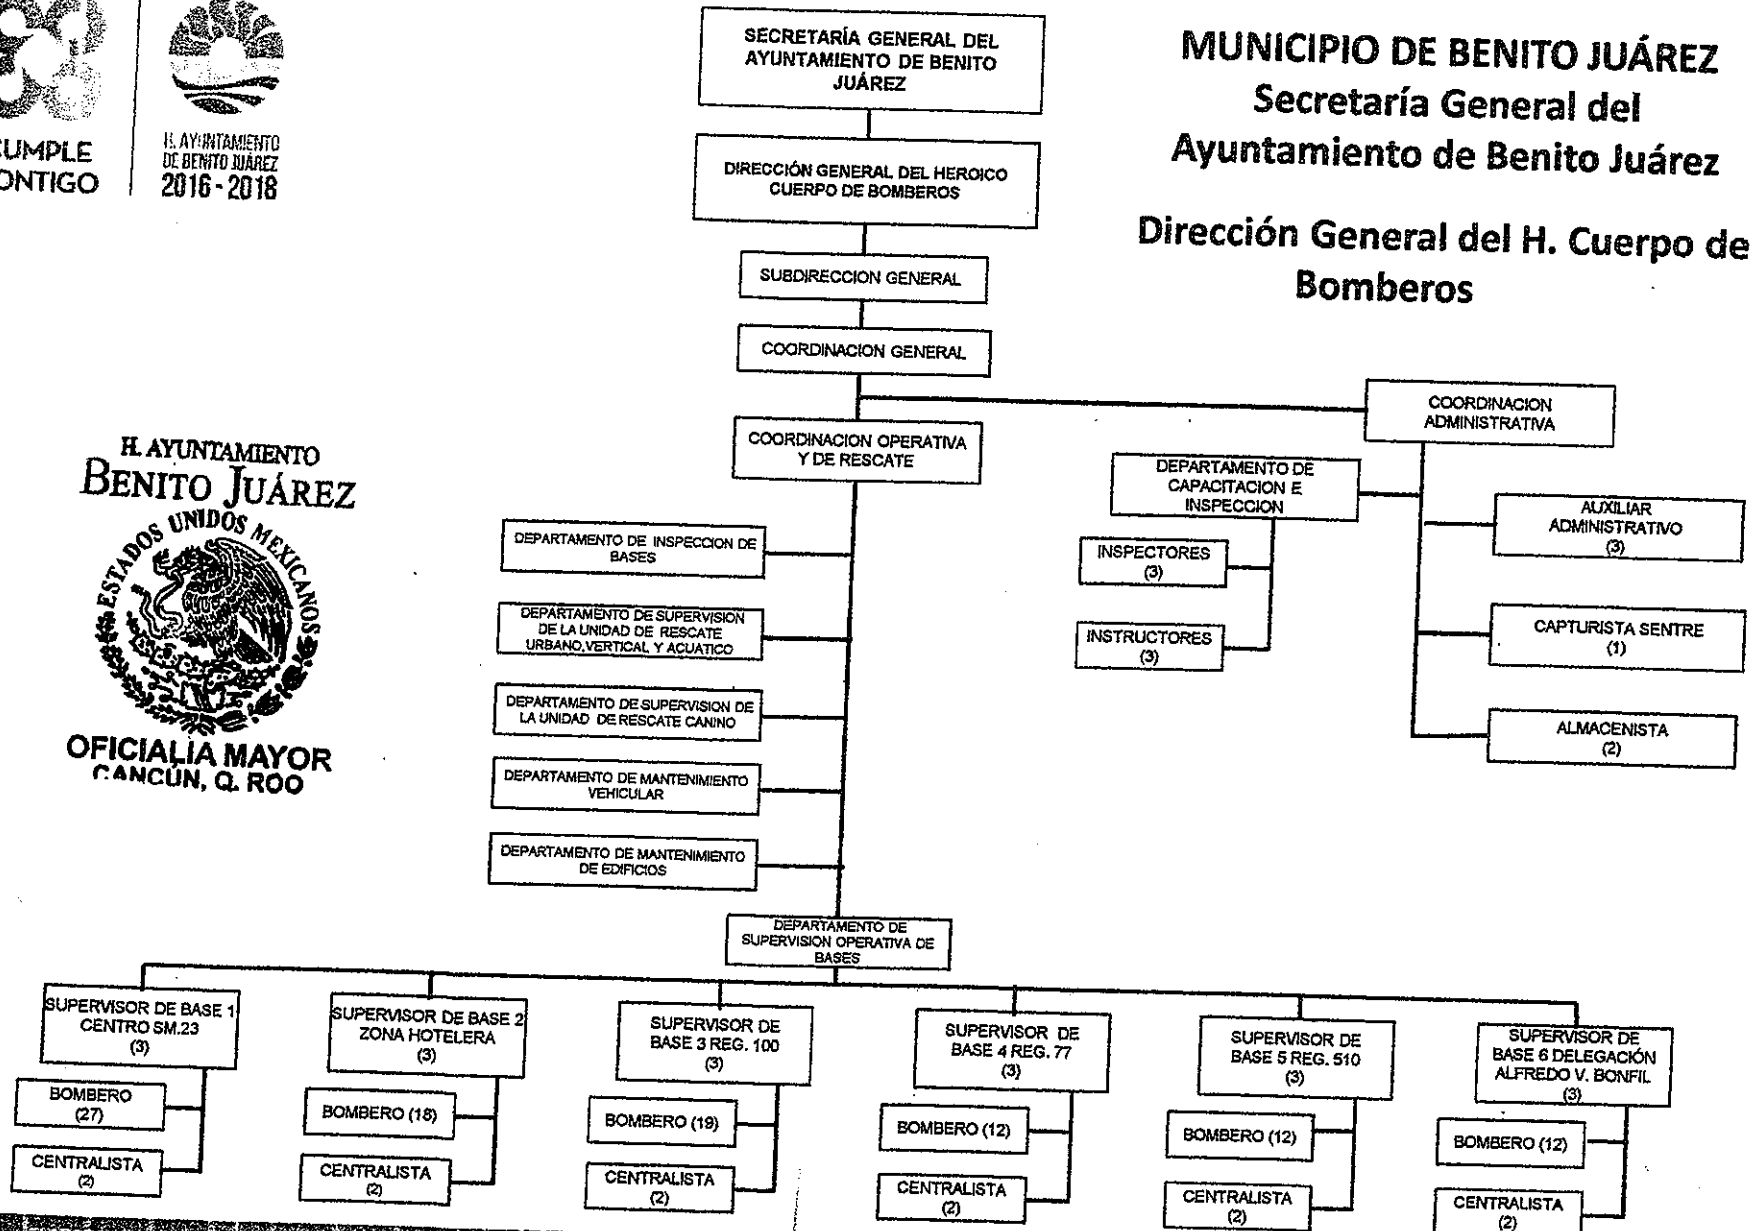 CUMPLE
CONTIGO
H. AYUNTAMIENTO
DE BENITO JUÁREZ
2016 - 2018
MUNICIPIO DE BENITO JUÁREZ
Secretaría General del
Ayuntamiento de Benito Juárez
Dirección General del H. Cuerpo de
Bomberos
SECRETARÍA GENERAL DEL
AYUNTAMIENTO DE BENITO
JUÁREZ
DIRECCIÓN GENERAL DEL HEROICO
CUERPO DE BOMBEROS
SUBDIRECCION GENERAL
COORDINACION GENERAL
COORDINACION OPERATIVA
Y DE RESCATE
COORDINACION
ADMINISTRATIVA
DEPARTAMENTO DE
CAPACITACION E
INSPECCION
INSPECTORES
(3)
INSTRUCTORES
(3)
AUXILIAR
ADMINISTRATIVO
(3)
CAPTURISTA SENTRE
(1)
ALMACENISTA
(2)
H. AYUNTAMIENTO
BENITO JUÁREZ
ESTADOS UNIDOS MEXICANOS
OFICIALIA MAYOR
CANCÚN, Q. ROO
DEPARTAMENTO DE INSPECCION DE
BASES
DEPARTAMENTO DE SUPERVISION
DE LA UNIDAD DE RESCATE
URBANO,VERTICAL Y ACUATICO
DEPARTAMENTO DE SUPERVISION DE
LA UNIDAD DE RESCATE CANINO
DEPARTAMENTO DE MANTENIMIENTO
VEHICULAR
DEPARTAMENTO DE MANTENIMIENTO
DE EDIFICIOS
DEPARTAMENTO DE
SUPERVISION OPERATIVA DE
BASES
SUPERVISOR DE BASE 1
CENTRO SM.23
(3)
BOMBERO
(27)
CENTRALISTA
(2)
SUPERVISOR DE BASE 2
ZONA HOTELERA
(3)
BOMBERO (18)
CENTRALISTA
(2)
SUPERVISOR DE
BASE 3 REG. 100
(3)
BOMBERO (19)
CENTRALISTA
(2)
SUPERVISOR DE
BASE 4 REG. 77
(3)
BOMBERO (12)
CENTRALISTA
(2)
SUPERVISOR DE
BASE 5 REG. 510
(3)
BOMBERO (12)
CENTRALISTA
(2)
SUPERVISOR DE
BASE 6 DELEGACIÓN
ALFREDO V. BONFIL
(3)
BOMBERO (12)
CENTRALISTA
(2)